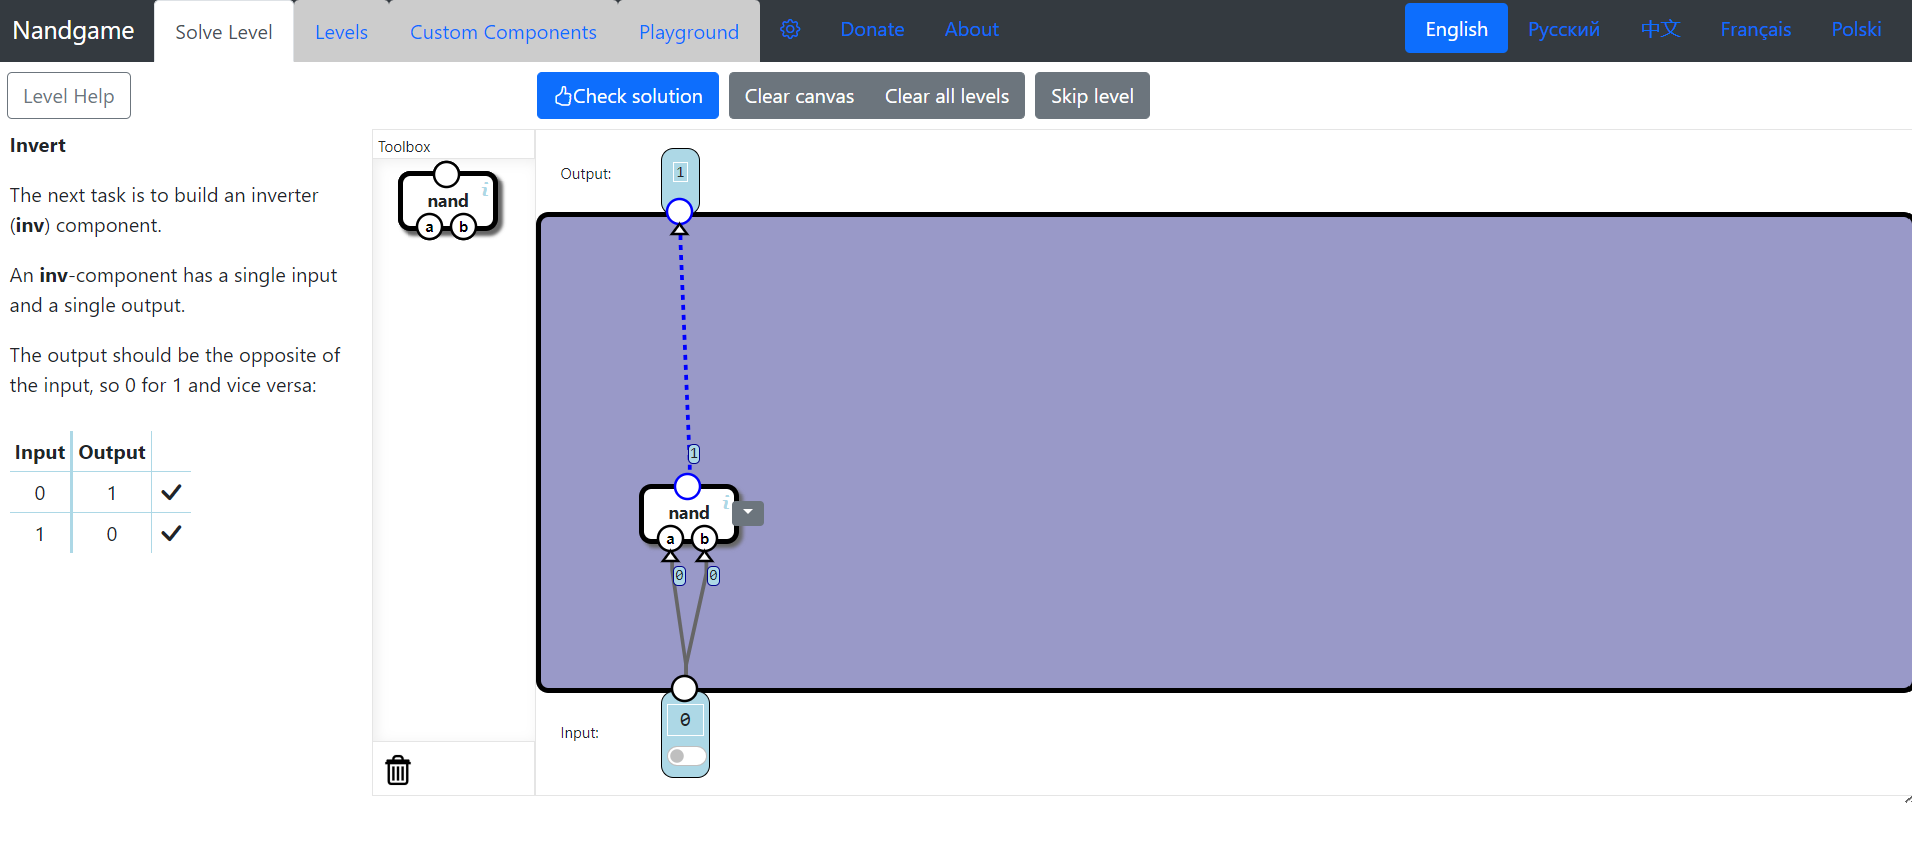 Nandgame Solve Level Levels Custom Components Playground Donate About English Русский 中文 Français Polski
Level Help Check solution Clear canvas Clear all levels Skip level
Invert
The next task is to build an inverter
(inv) component.
An inv-component has a single input
and a single output.
The output should be the opposite of
the input, so 0 for 1 and vice versa:
Input Output
0 1
1 0
Toolbox
nand i
a b
Output: 1
1
nand i
a b
0 0
Input: 0